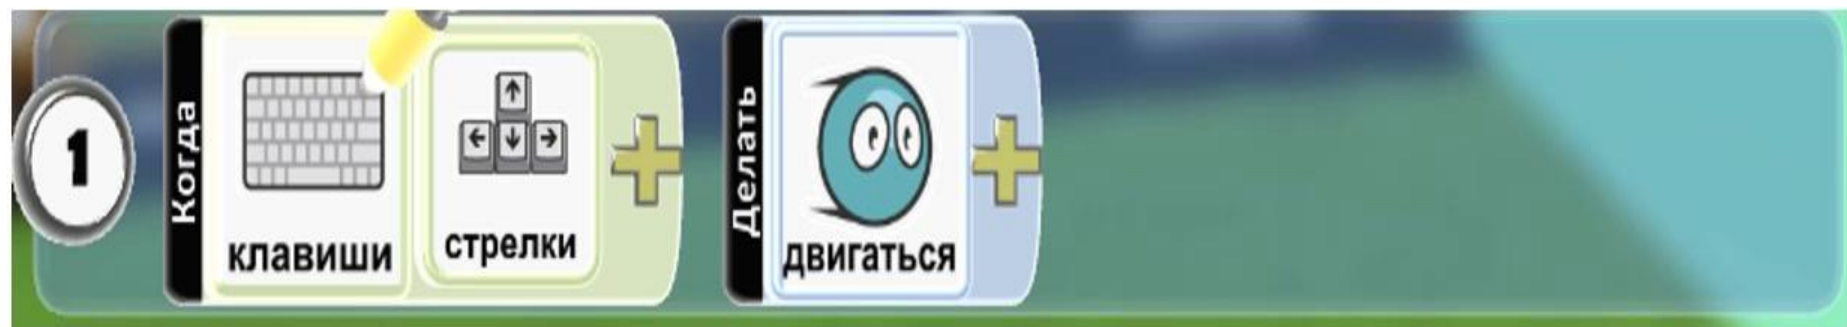 1
Когда
клавиши
стрелки
Делать
двигаться